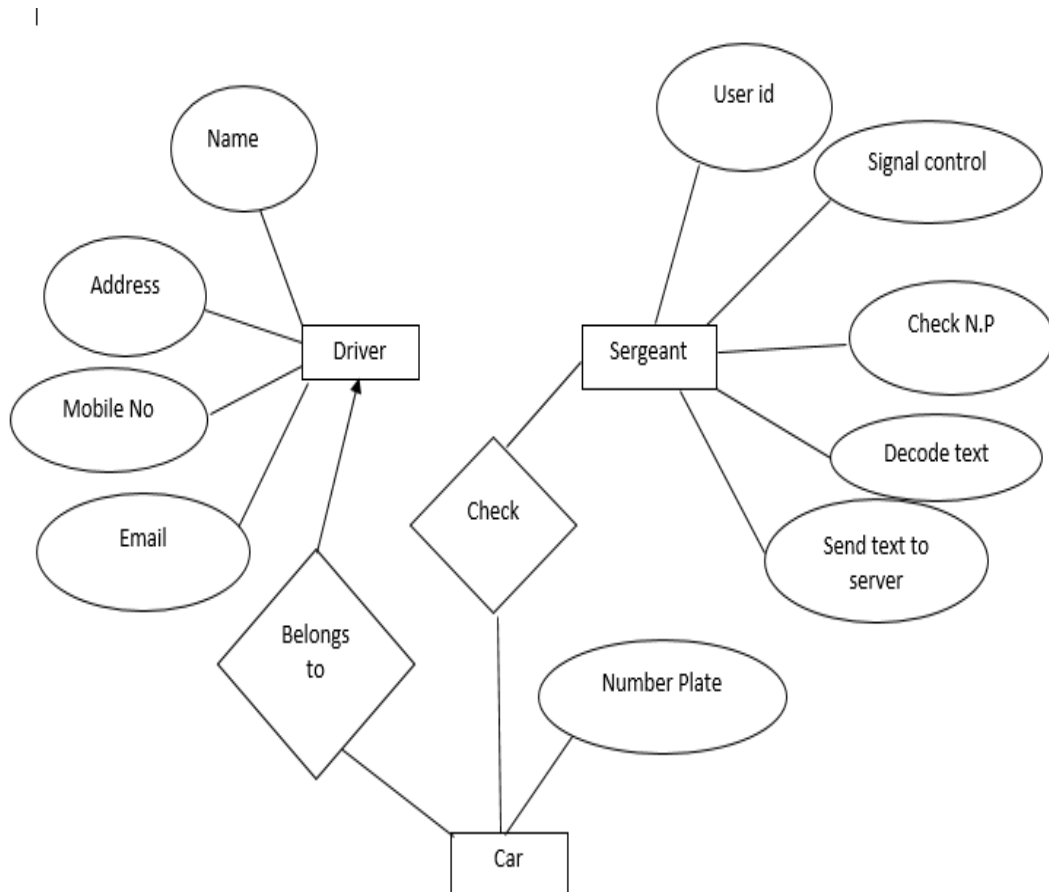 User id
Name
Signal control
Address
Check N.P
Driver
Sergeant
Mobile No
Decode text
Check
Email
Send text to
server
Belongs
to
Number Plate
Car